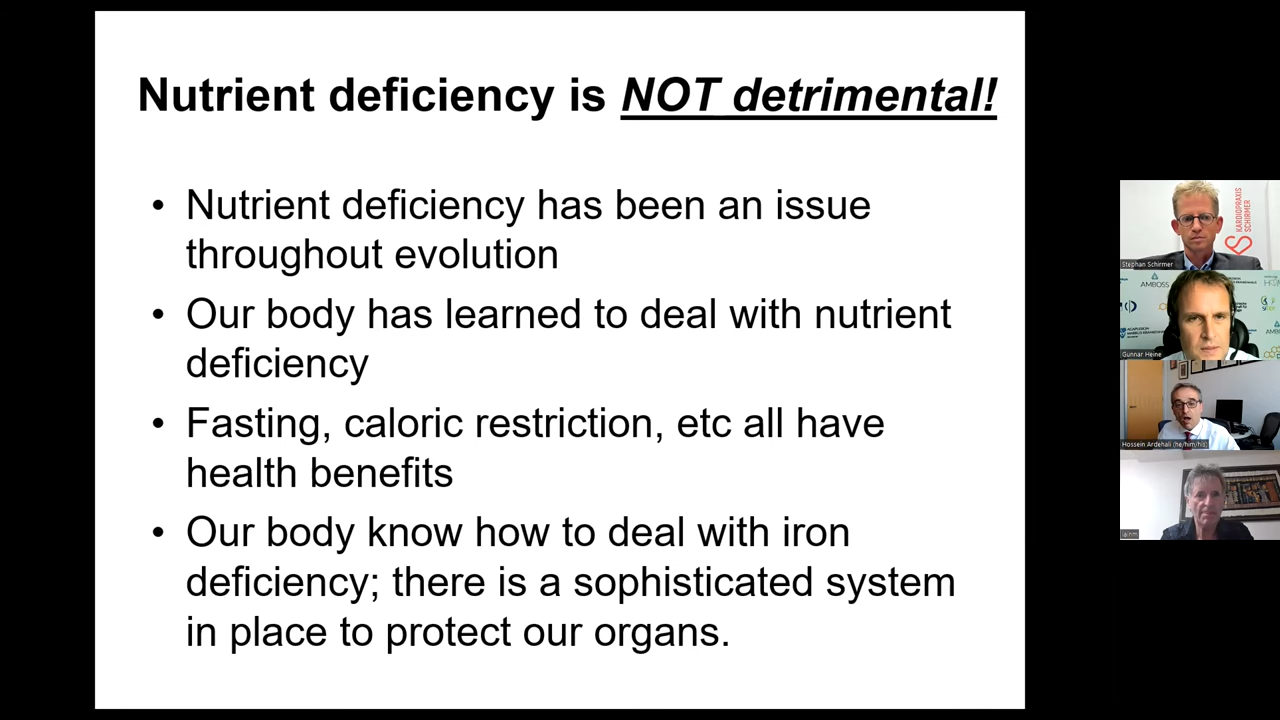 Nutrient deficiency is NOT detrimental!
• Nutrient deficiency has been an issue
throughout evolution
• Our body has learned to deal with nutrient
deficiency
• Fasting, caloric restriction, etc all have
health benefits
• Our body know how to deal with iron
deficiency; there is a sophisticated system
in place to protect our organs.
KARDIOPRAXIS
SCHIRMER
Stephan Schirmer
AMBOSS
Gunnar Heine
Hossein Ardehali (he/him/his)